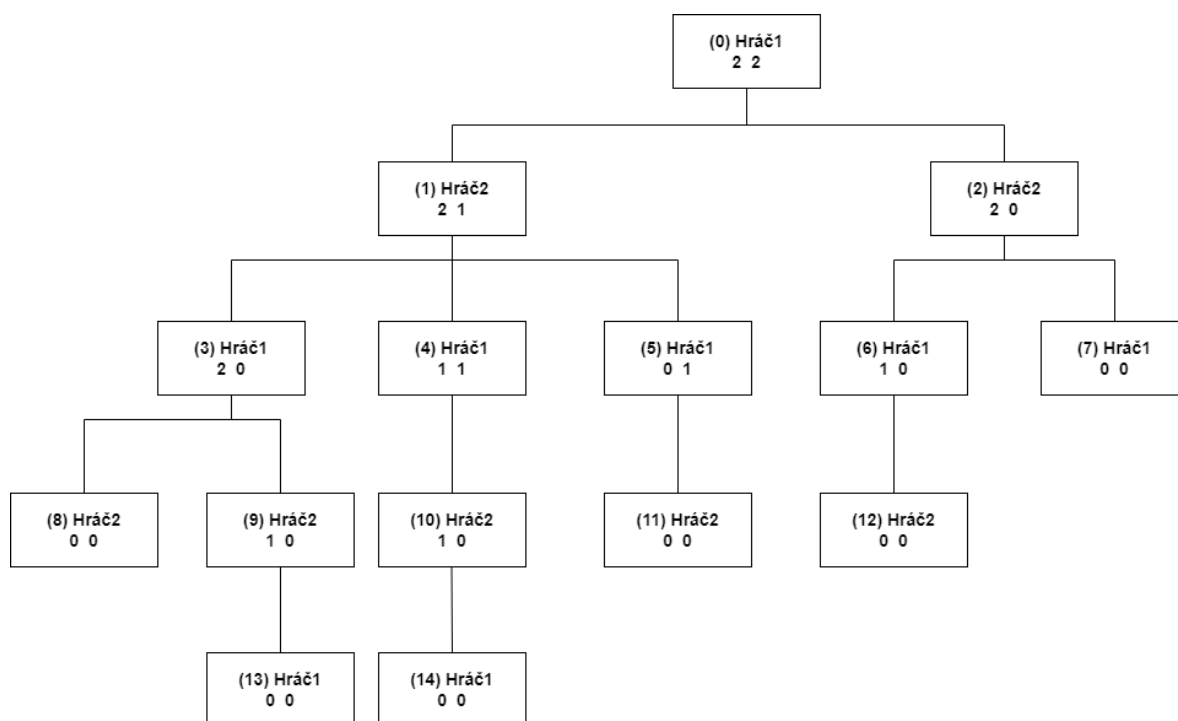 (0) Hráč1
2 2
(1) Hráč2
2 1
(2) Hráč2
2 0
(3) Hráč1
2 0
(4) Hráč1
1 1
(5) Hráč1
0 1
(6) Hráč1
1 0
(7) Hráč1
0 0
(8) Hráč2
0 0
(9) Hráč2
1 0
(10) Hráč2
1 0
(11) Hráč2
0 0
(12) Hráč2
0 0
(13) Hráč1
0 0
(14) Hráč1
0 0